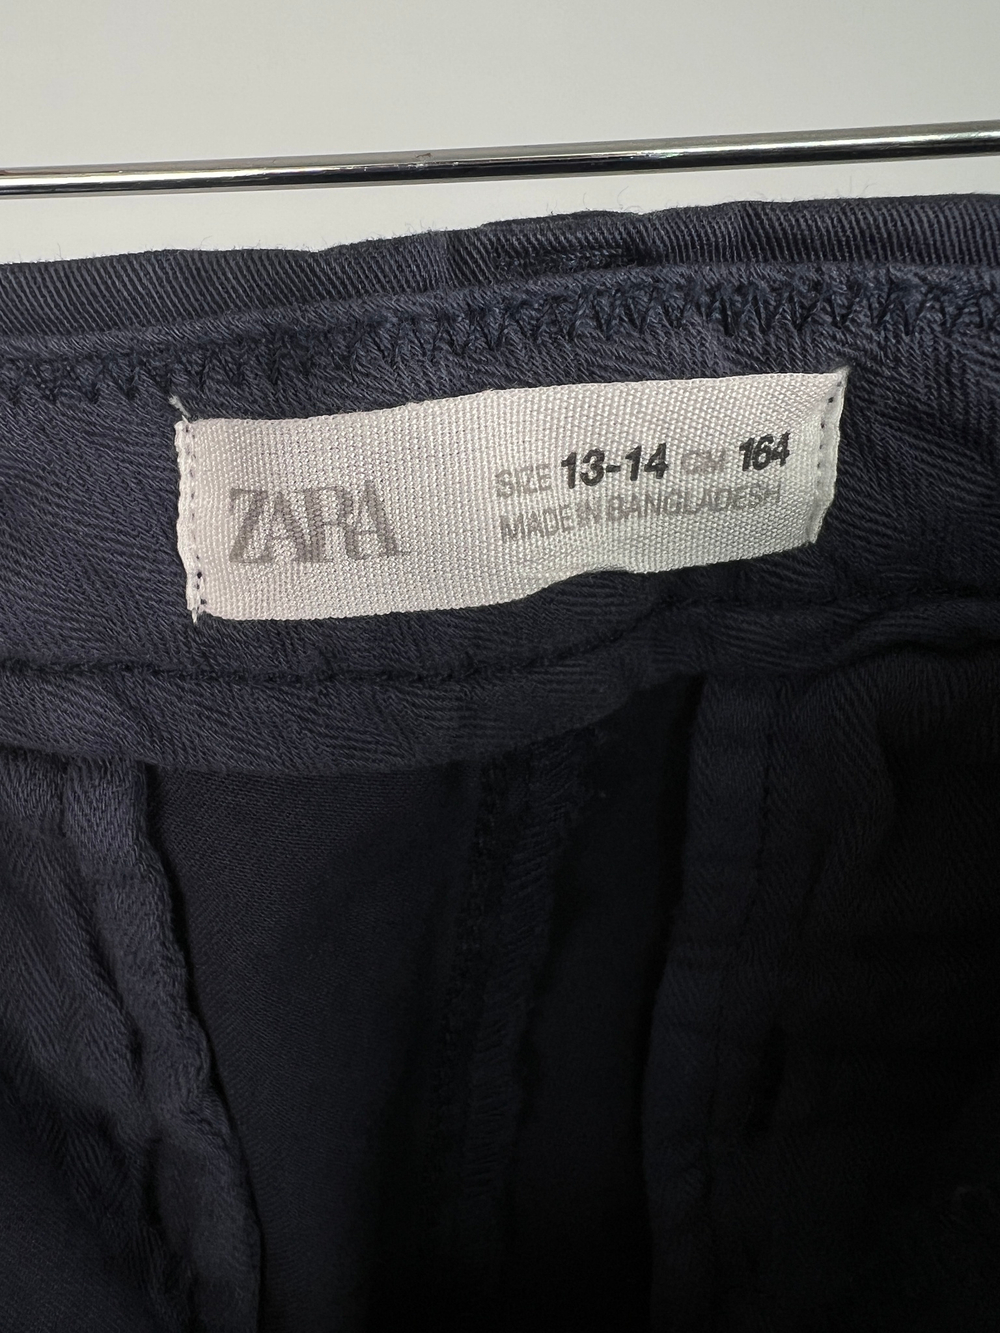 ZARA
SIZE 13-14 CM 164
MADE IN BANGLADESH